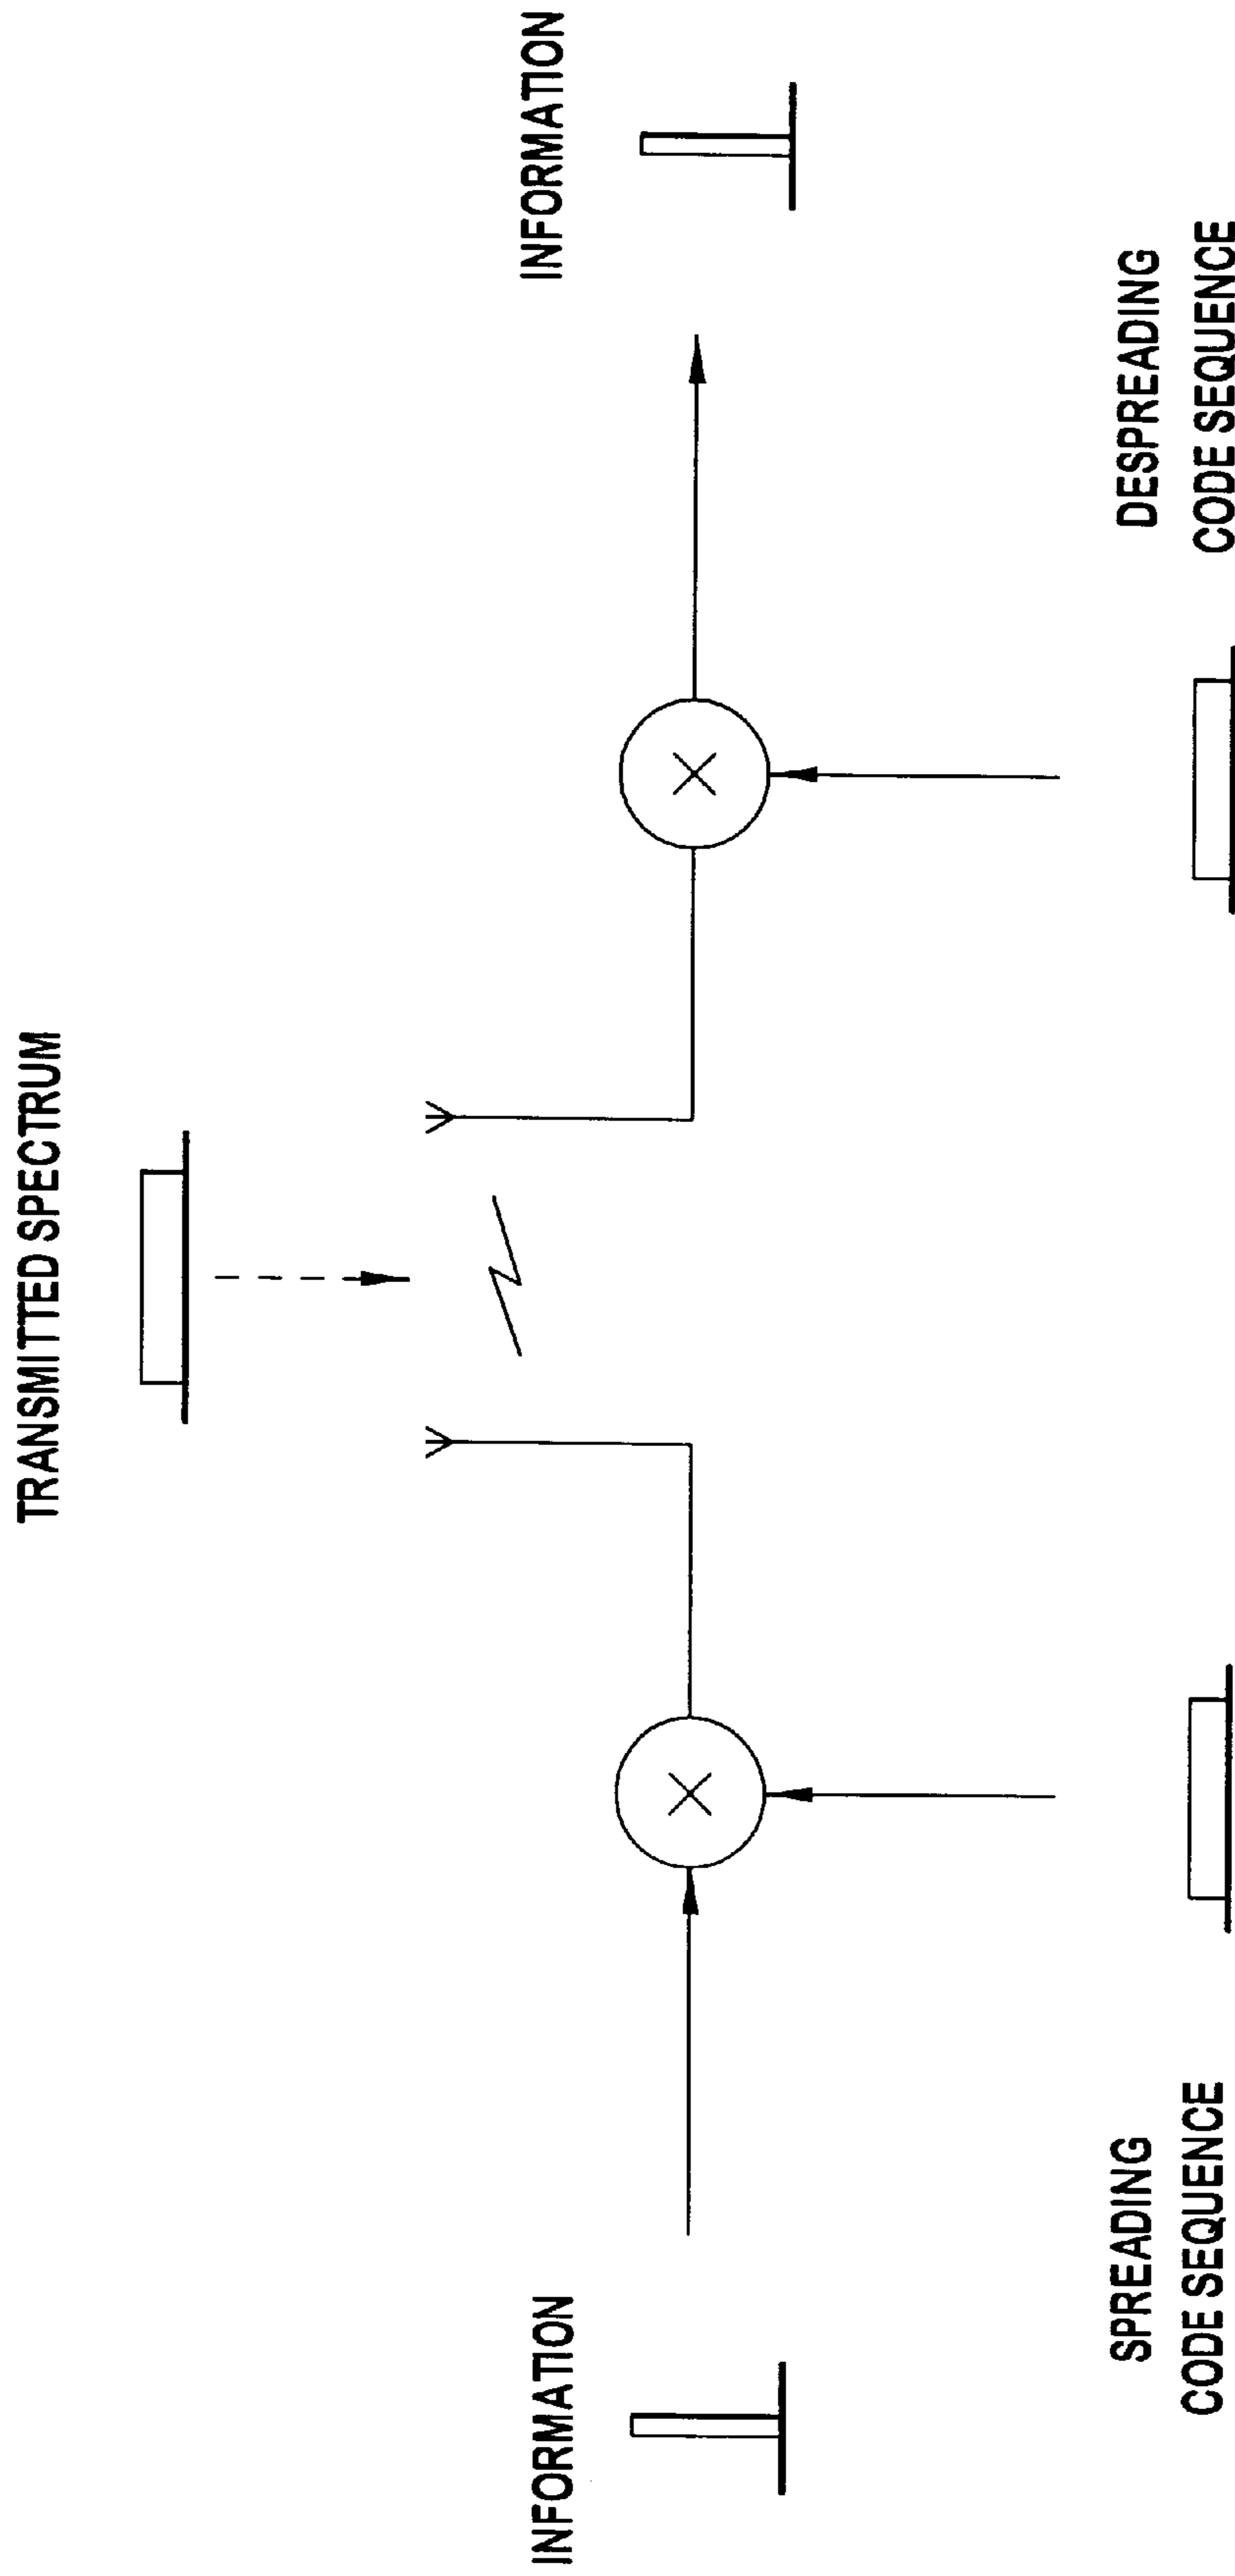 TRANSMITTED SPECTRUM
INFORMATION
INFORMATION
SPREADING
CODE SEQUENCE
DESPREADING
CODE SEQUENCE